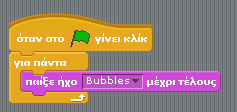 όταν στο γίνει κλικ
για πάντα
παίξε ήχο Bubbles μέχρι τέλους